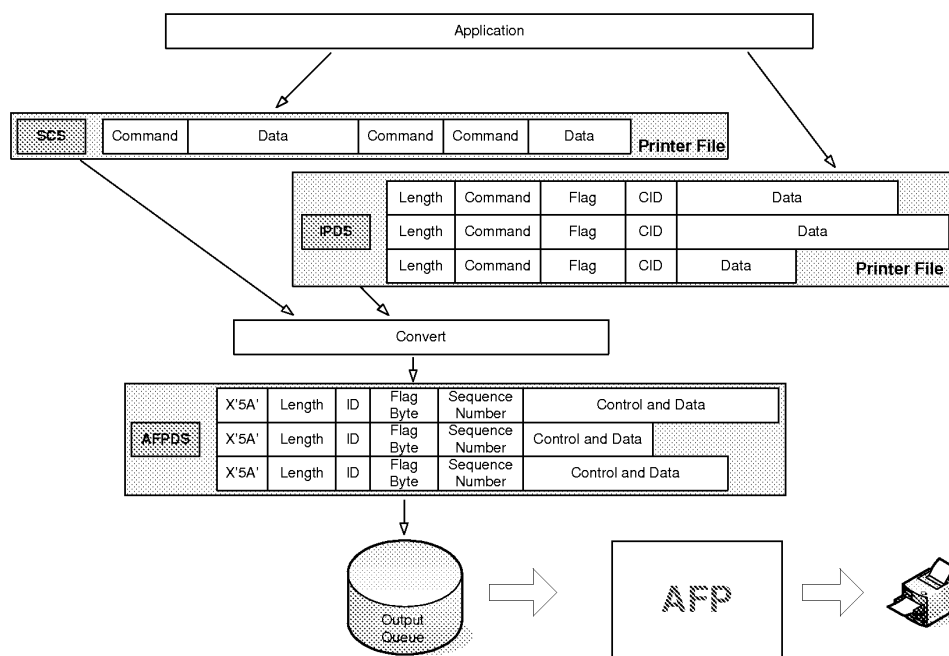 Application
SCS Command Data Command Command Data
Printer File
Length Command Flag CID Data
IPDS Length Command Flag CID Data
Length Command Flag CID Data
Printer File
Convert
X'5A' Length ID Flag Byte Sequence Number Control and Data
AFPDS X'5A' Length ID Flag Byte Sequence Number Control and Data
X'5A' Length ID Flag Byte Sequence Number Control and Data
Output
Queue
AFP